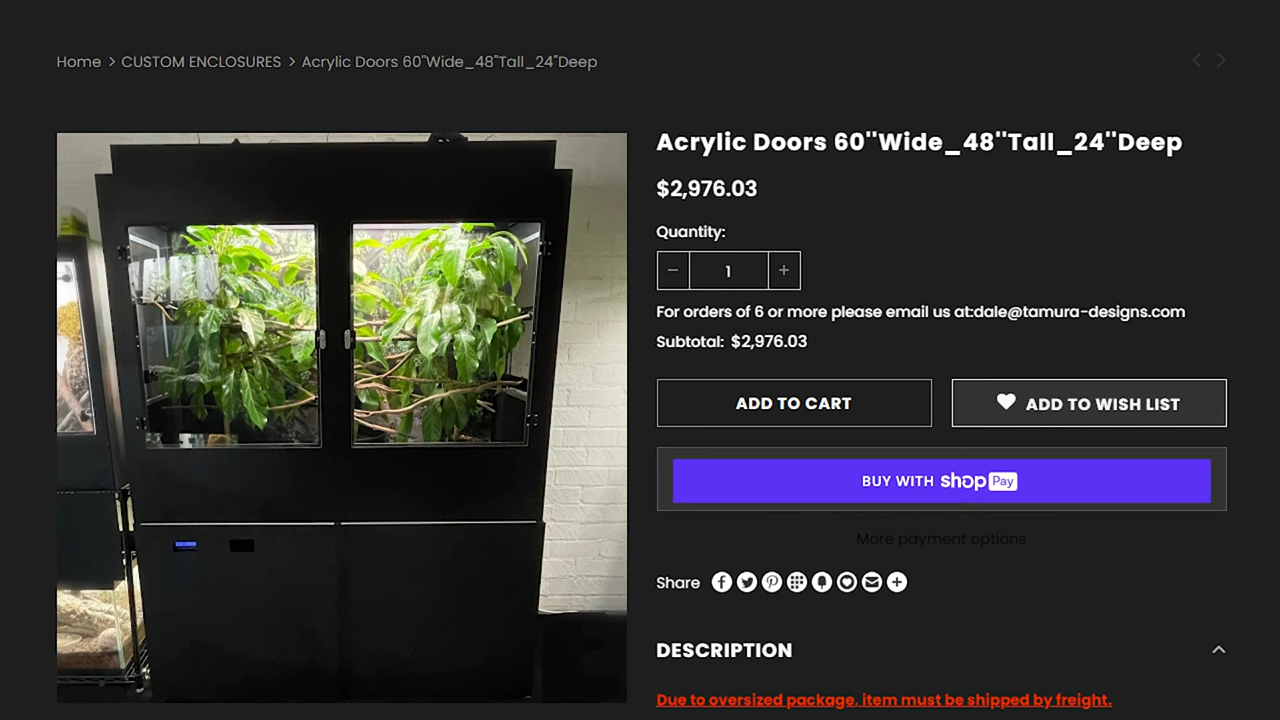 Home > CUSTOM ENCLOSURES > Acrylic Doors 60"Wide_48"Tall_24"Deep
Acrylic Doors 60''Wide_48''Tall_24''Deep
$2,976.03
Quantity:
− 1 +
For orders of 6 or more please email us at:dale@tamura-designs.com
Subtotal: $2,976.03
ADD TO CART
ADD TO WISH LIST
BUY WITH shop Pay
More payment options
Share
DESCRIPTION
Due to oversized package, item must be shipped by freight.